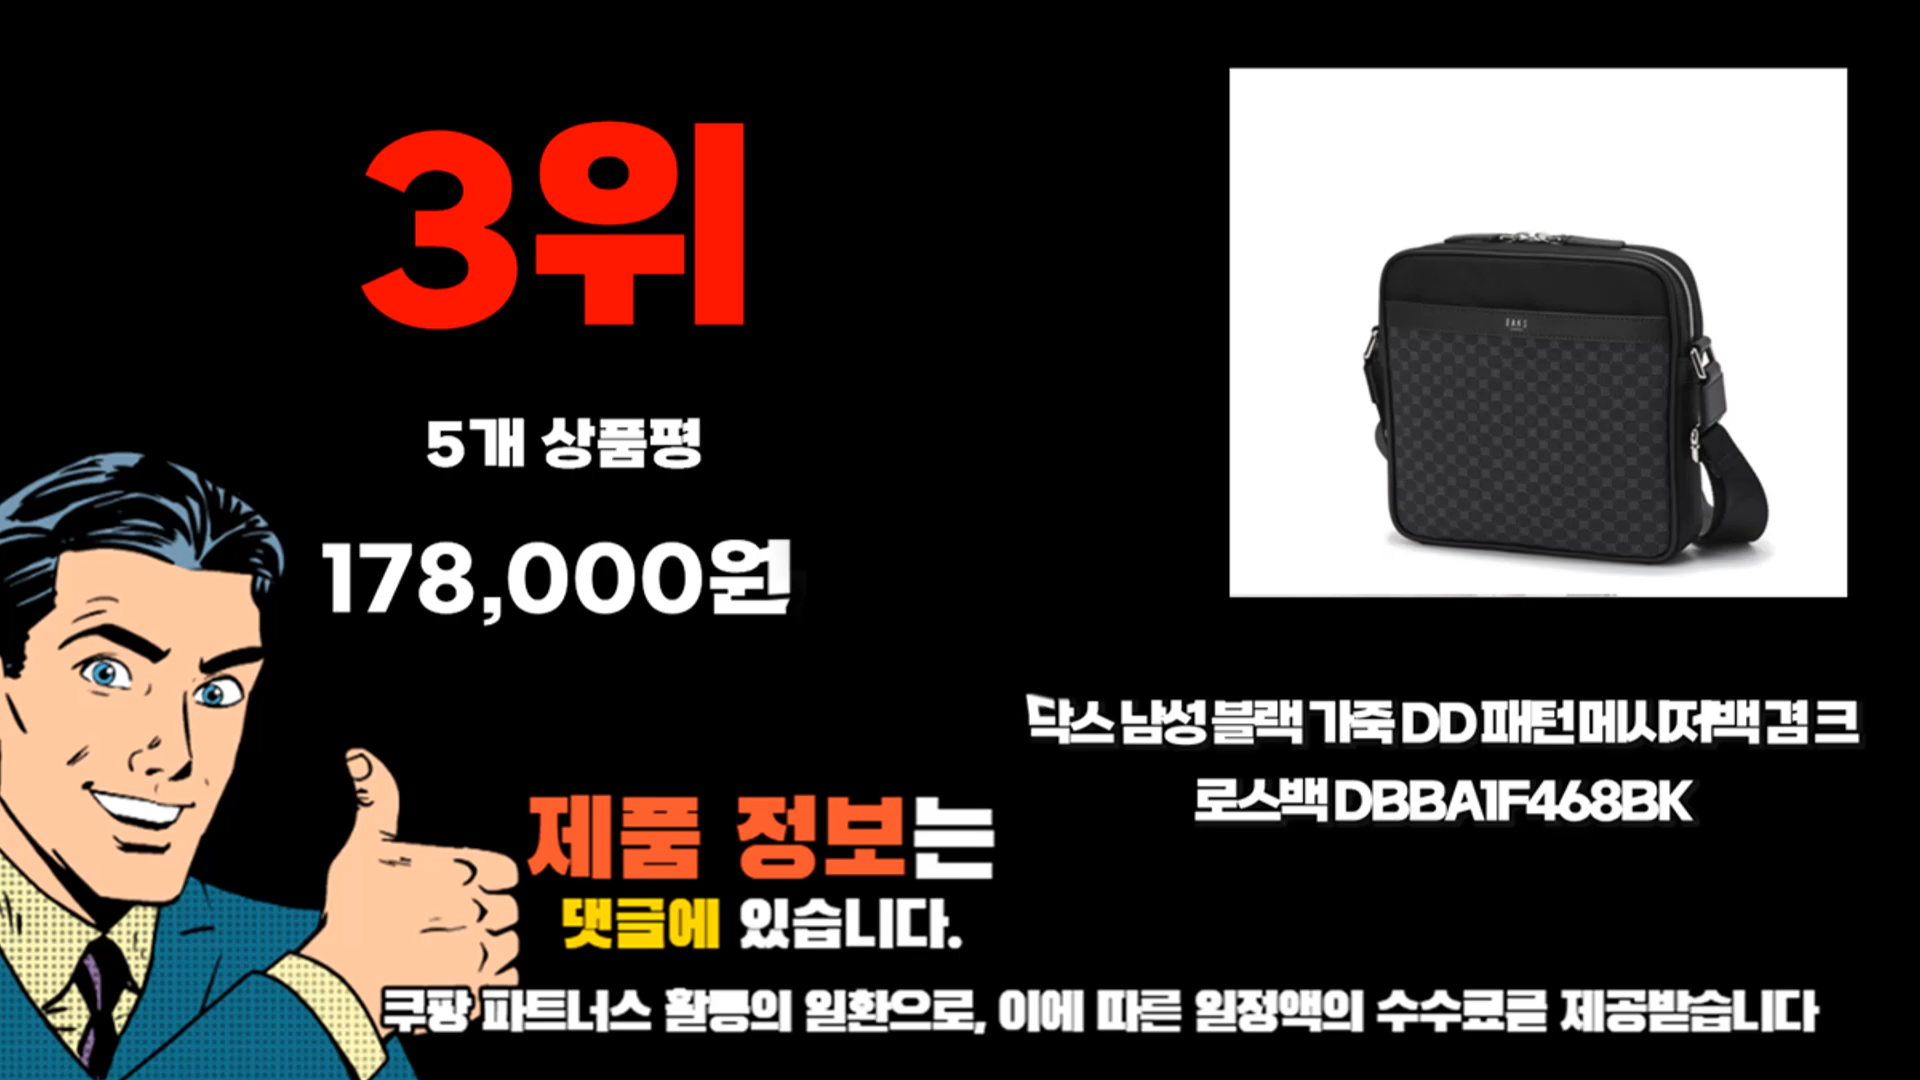 3위
5개 상품평
178,000원
DAKS
닥스 남성 블랙 가죽 DD 패턴 메시저백 겸 크
로스백 DBBA1F468BK
제품 정보는
댓글에 있습니다.
쿠팡 파트너스 활동의 일환으로, 이에 따른 일정액의 수수료를 제공받습니다